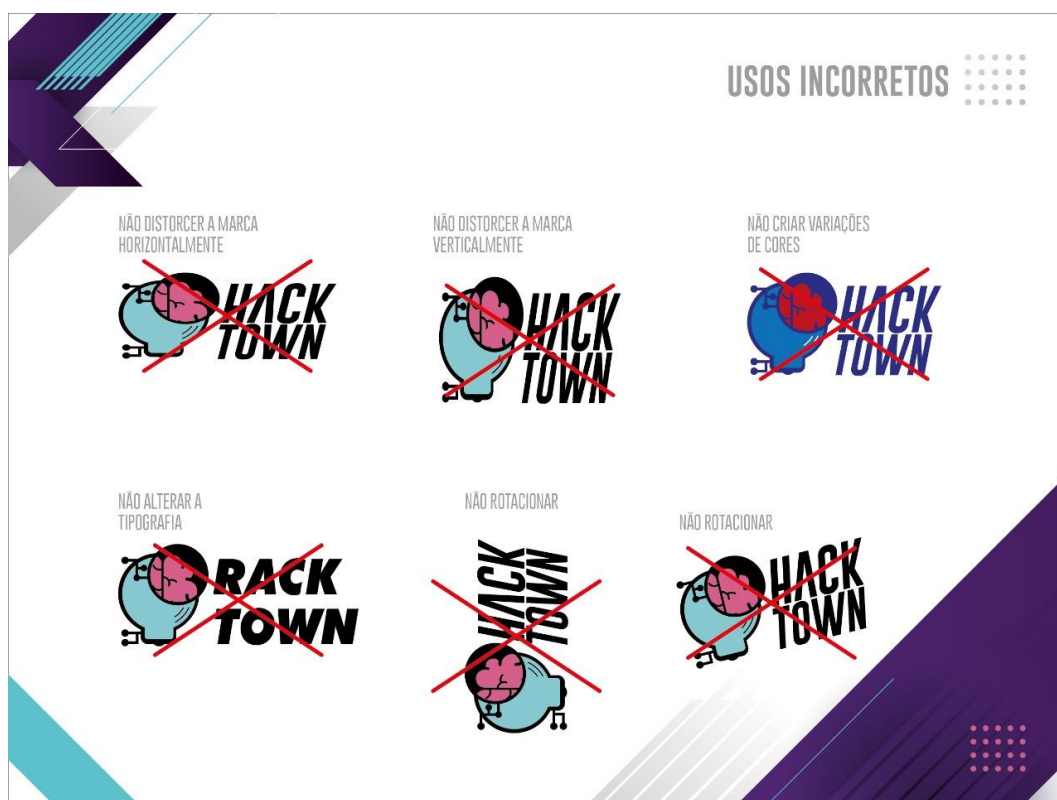 USOS INCORRETOS
NÃO DISTORCER A MARCA
HORIZONTALMENTE
HACK
TOWN
NÃO DISTORCER A MARCA
VERTICALMENTE
HACK
TOWN
NÃO CRIAR VARIAÇÕES
DE CORES
HACK
TOWN
NÃO ALTERAR A
TIPOGRAFIA
RACK
TOWN
NÃO ROTACIONAR
HACK
TOWN
NÃO ROTACIONAR
HACK
TOWN